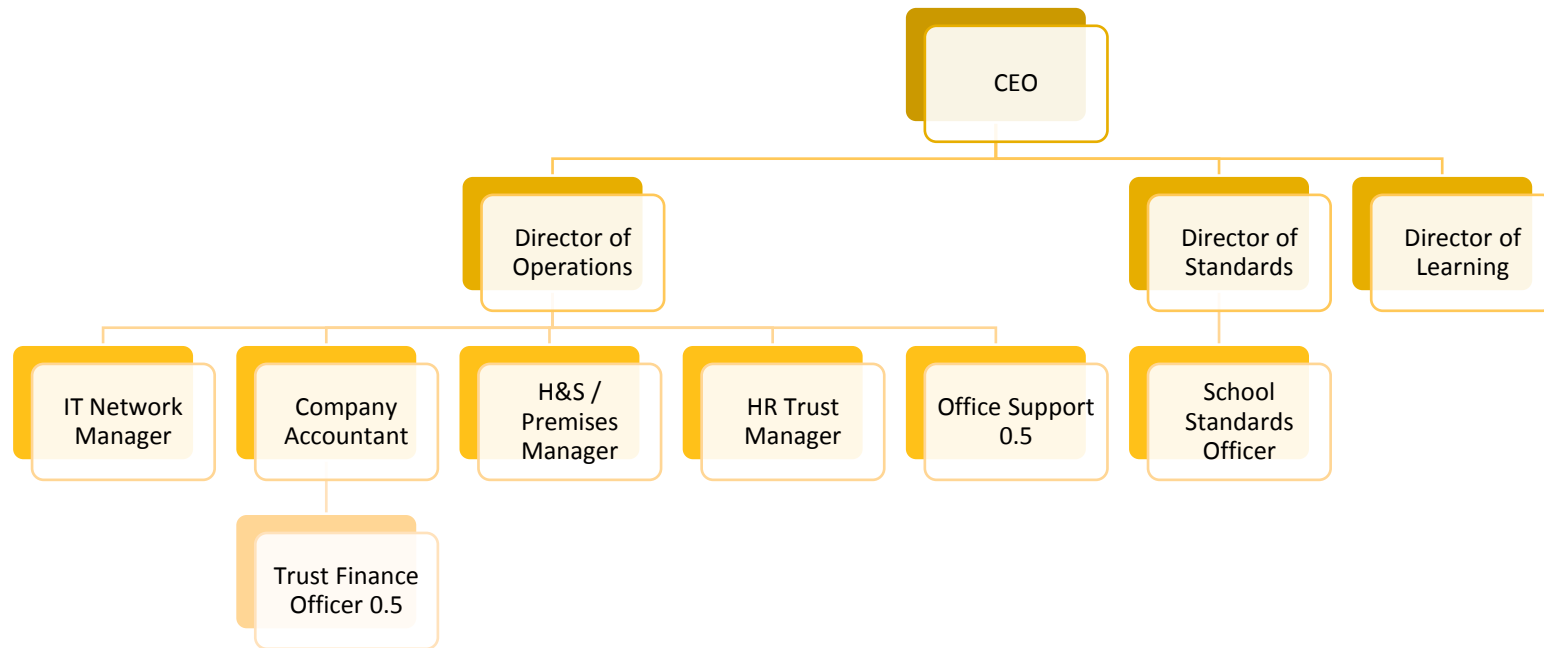 CEO
Director of
Operations
Director of
Standards
Director of
Learning
IT Network
Manager
Company
Accountant
H&S /
Premises
Manager
HR Trust
Manager
Office Support
0.5
School
Standards
Officer
Trust Finance
Officer 0.5